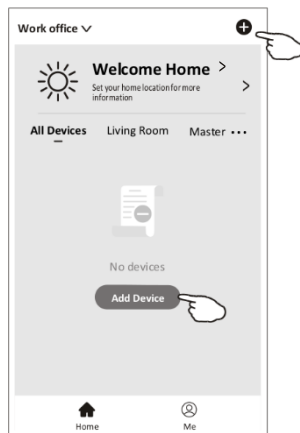 Work office
Welcome Home >
Set your home location for more
information
>
All Devices Living Room Master •••
No devices
Add Device
Home Me